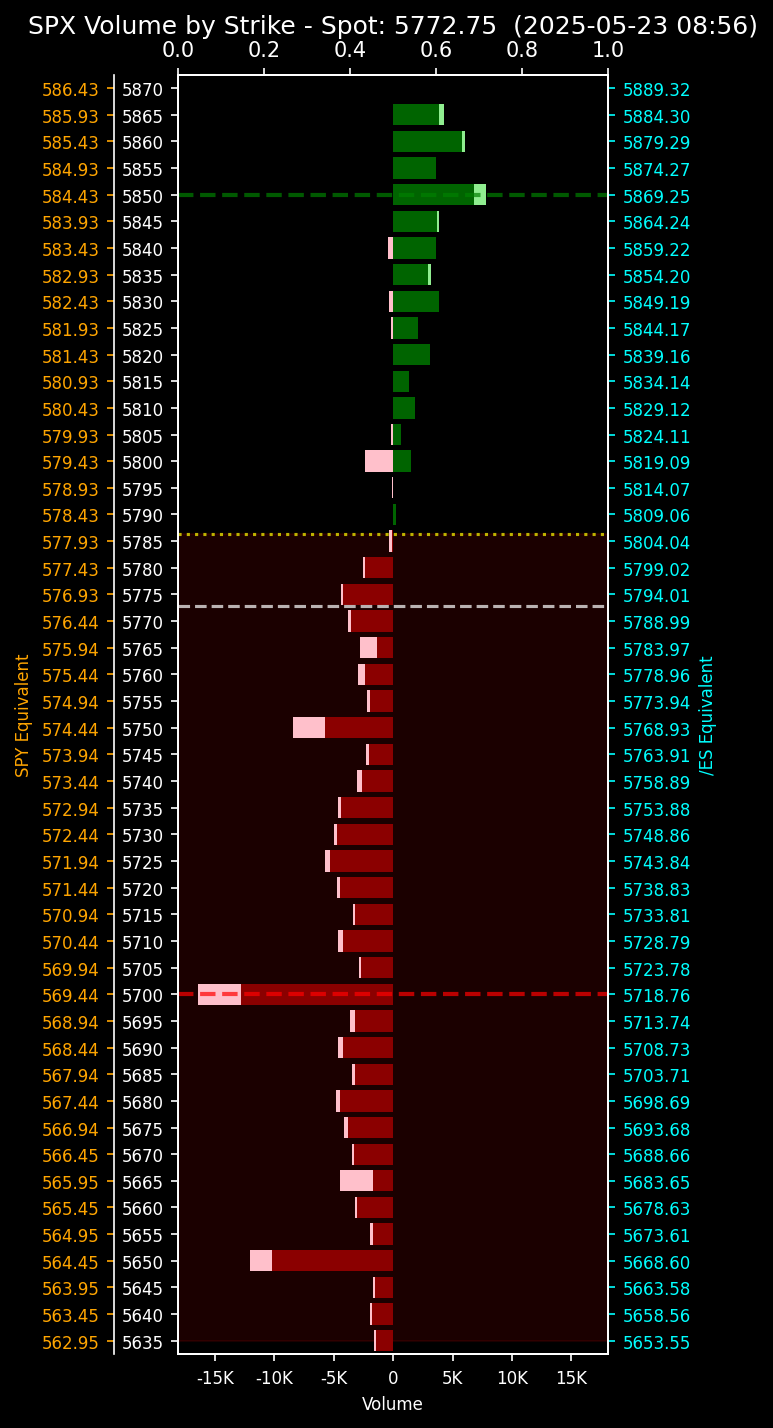 SPX Volume by Strike - Spot: 5772.75 (2025-05-23 08:56)
0.0 0.2 0.4 0.6 0.8 1.0
586.43 5870 5889.32
585.93 5865 5884.30
585.43 5860 5879.29
584.93 5855 5874.27
584.43 5850 5869.25
583.93 5845 5864.24
583.43 5840 5859.22
582.93 5835 5854.20
582.43 5830 5849.19
581.93 5825 5844.17
581.43 5820 5839.16
580.93 5815 5834.14
580.43 5810 5829.12
579.93 5805 5824.11
579.43 5800 5819.09
578.93 5795 5814.07
578.43 5790 5809.06
577.93 5785 5804.04
577.43 5780 5799.02
576.93 5775 5794.01
576.44 5770 5788.99
575.94 5765 5783.97
575.44 5760 5778.96
574.94 5755 5773.94
574.44 5750 5768.93
573.94 5745 5763.91
573.44 5740 5758.89
572.94 5735 5753.88
572.44 5730 5748.86
571.94 5725 5743.84
571.44 5720 5738.83
570.94 5715 5733.81
570.44 5710 5728.79
569.94 5705 5723.78
569.44 5700 5718.76
568.94 5695 5713.74
568.44 5690 5708.73
567.94 5685 5703.71
567.44 5680 5698.69
566.94 5675 5693.68
566.45 5670 5688.66
565.95 5665 5683.65
565.45 5660 5678.63
564.95 5655 5673.61
564.45 5650 5668.60
563.95 5645 5663.58
563.45 5640 5658.56
562.95 5635 5653.55
SPY Equivalent
/ES Equivalent
-15K -10K -5K 0 5K 10K 15K
Volume